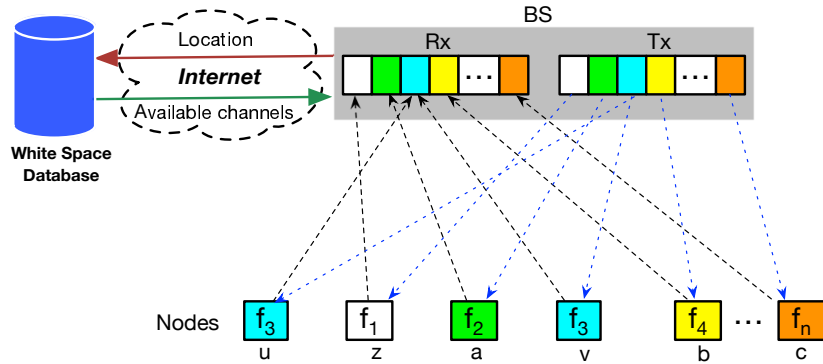 BS
Location
Rx
Tx
Internet
...
...
Available channels
White Space
Database
Nodes
f3
f1
f2
f3
f4
...
fn
u
z
a
v
b
c